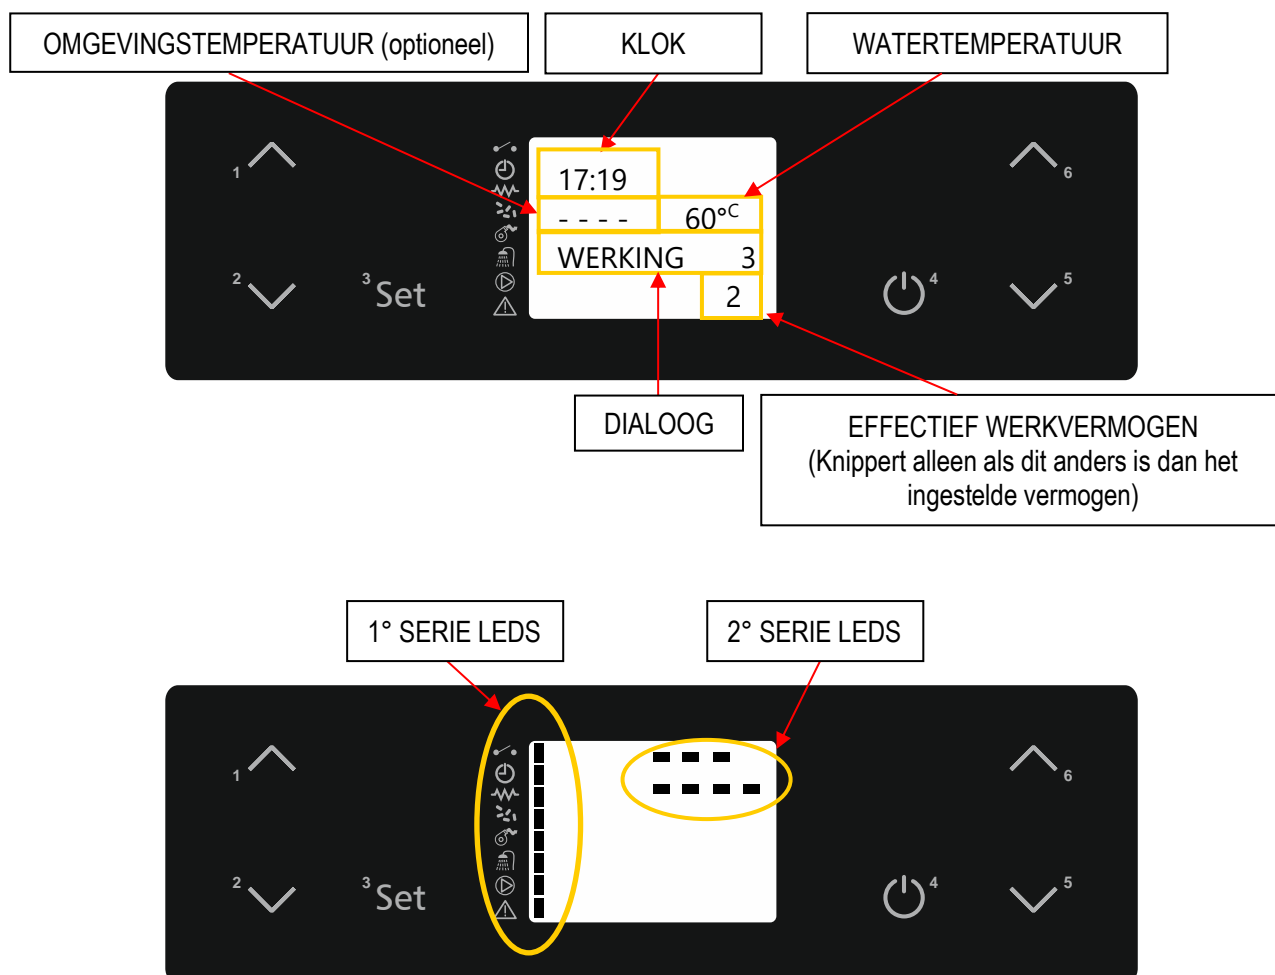 OMGEVINGSTEMPERATUUR (optioneel)
KLOK
WATERTEMPERATUUR
1
17:19
6
- - - -
60°C
WERKING 3
2
3
Set
2
4
5
DIALOOG
EFFECTIEF WERKVERMOGEN
(Knippert alleen als dit anders is dan het
ingestelde vermogen)
1° SERIE LEDS
2° SERIE LEDS
1
6
2
3
Set
4
5